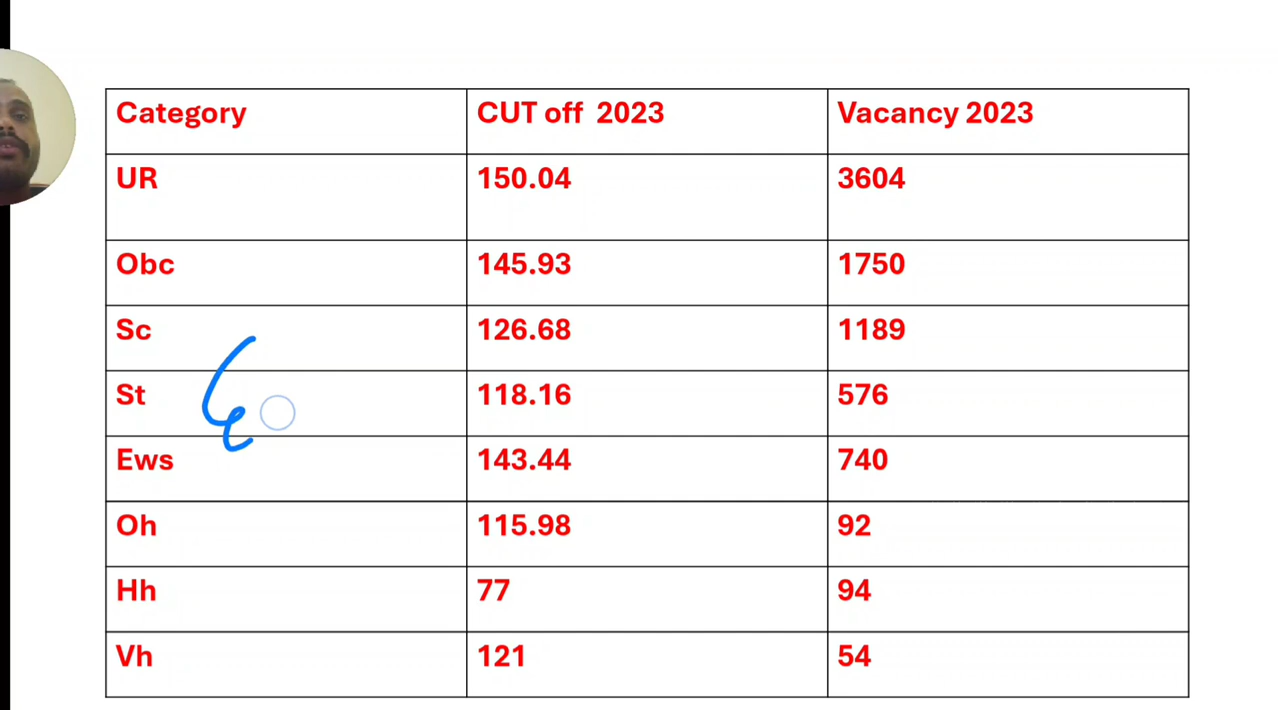 Category CUT off 2023 Vacancy 2023
UR 150.04 3604
Obc 145.93 1750
Sc 126.68 1189
St 118.16 576
Ews 143.44 740
Oh 115.98 92
Hh 77 94
Vh 121 54